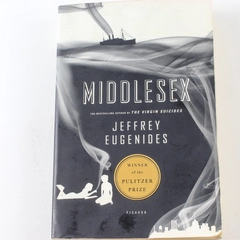 MIDDLESEX
THE BESTSELLING AUTHOR OF THE VIRGIN SUICIDES
JEFFREY
EUGENIDES
WINNER
of the
PULITZER
PRIZE
PICADOR